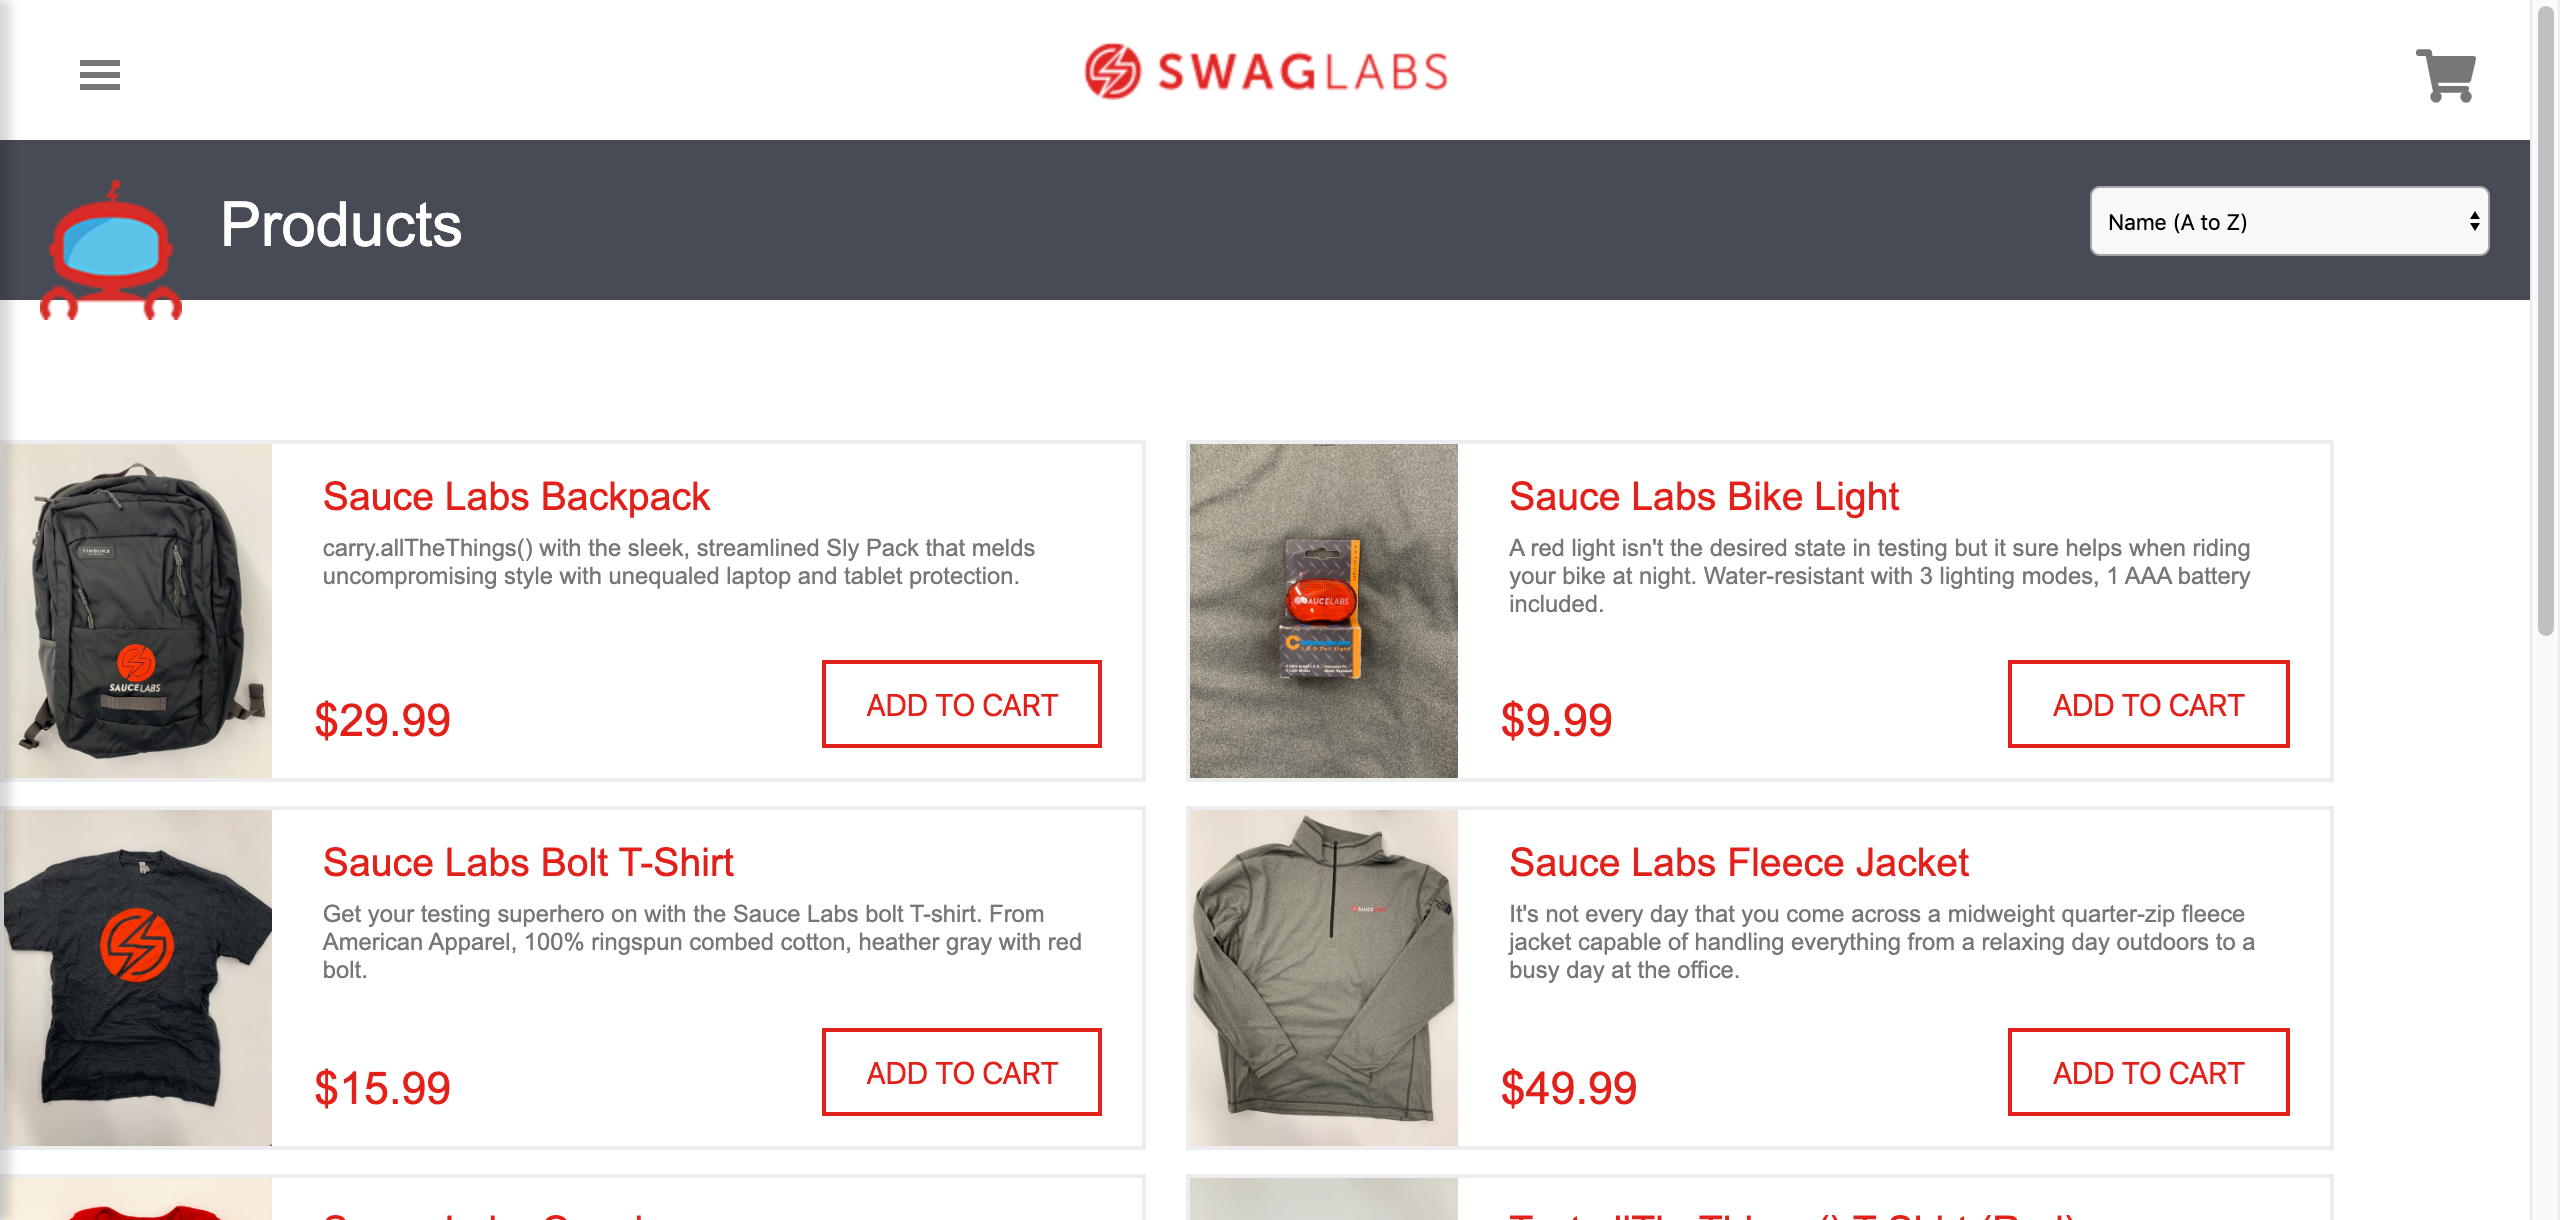 SWAGLABS
Products
Name (A to Z)
Sauce Labs Backpack
carry.allTheThings() with the sleek, streamlined Sly Pack that melds
uncompromising style with unequaled laptop and tablet protection.
$29.99
ADD TO CART
SAUCELABS
Sauce Labs Bike Light
A red light isn't the desired state in testing but it sure helps when riding
your bike at night. Water-resistant with 3 lighting modes, 1 AAA battery
included.
$9.99
ADD TO CART
SAUCELABS
Sauce Labs Bolt T-Shirt
Get your testing superhero on with the Sauce Labs bolt T-shirt. From
American Apparel, 100% ringspun combed cotton, heather gray with red
bolt.
$15.99
ADD TO CART
Sauce Labs Fleece Jacket
It's not every day that you come across a midweight quarter-zip fleece
jacket capable of handling everything from a relaxing day outdoors to a
busy day at the office.
$49.99
ADD TO CART
SAUCELABS